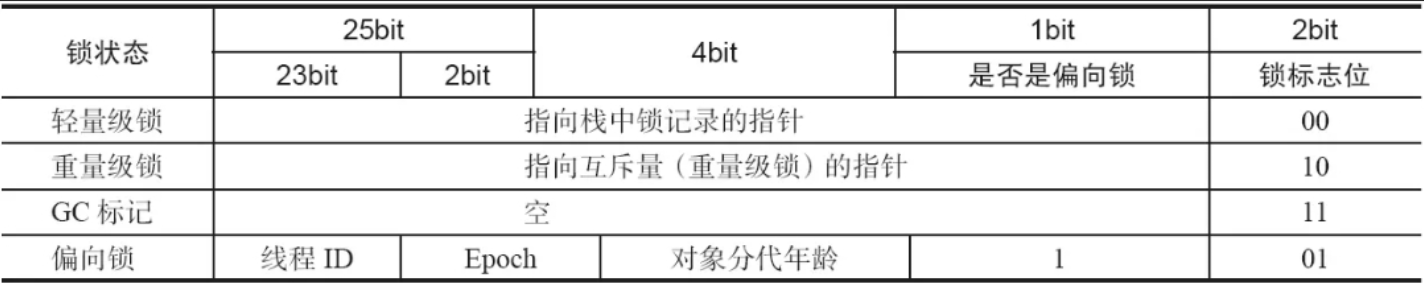 锁状态 25bit 4bit 1bit 2bit
23bit 2bit 是否是偏向锁 锁标志位
轻量级锁 指向栈中锁记录的指针 00
重量级锁 指向互斥量（重量级锁）的指针 10
GC 标记 空 11
偏向锁 线程 ID Epoch 对象分代年龄 1 01